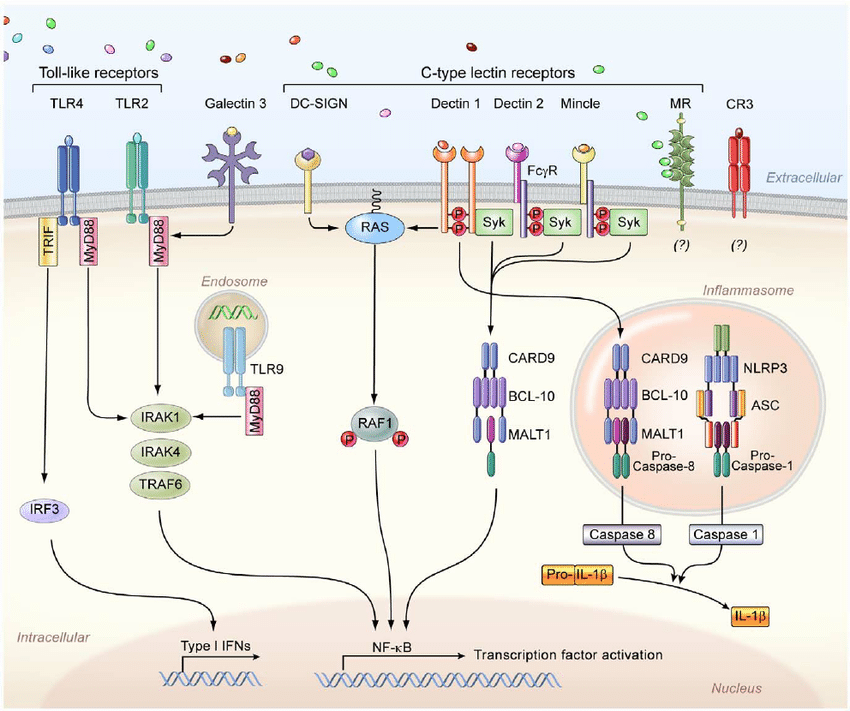 Toll-like receptors
C-type lectin receptors
TLR4
TLR2
Galectin 3
DC-SIGN
Dectin 1
Dectin 2
Mincle
MR
CR3
FcγR
Extracellular
TRIF
MyD88
MyD88
RAS
P
P
Syk
P
P
Syk
P
P
Syk
(?)
(?)
Endosome
TLR9
MyD88
Inflammasome
CARD9
BCL-10
MALT1
CARD9
BCL-10
MALT1
Pro-
Caspase-8
NLRP3
ASC
Pro-
Caspase-1
IRAK1
IRAK4
TRAF6
RAF1
P
P
IRF3
Caspase 8
Caspase 1
Pro-IL-1β
IL-1β
Intracellular
Type I IFNs
NF-κB
Transcription factor activation
Nucleus